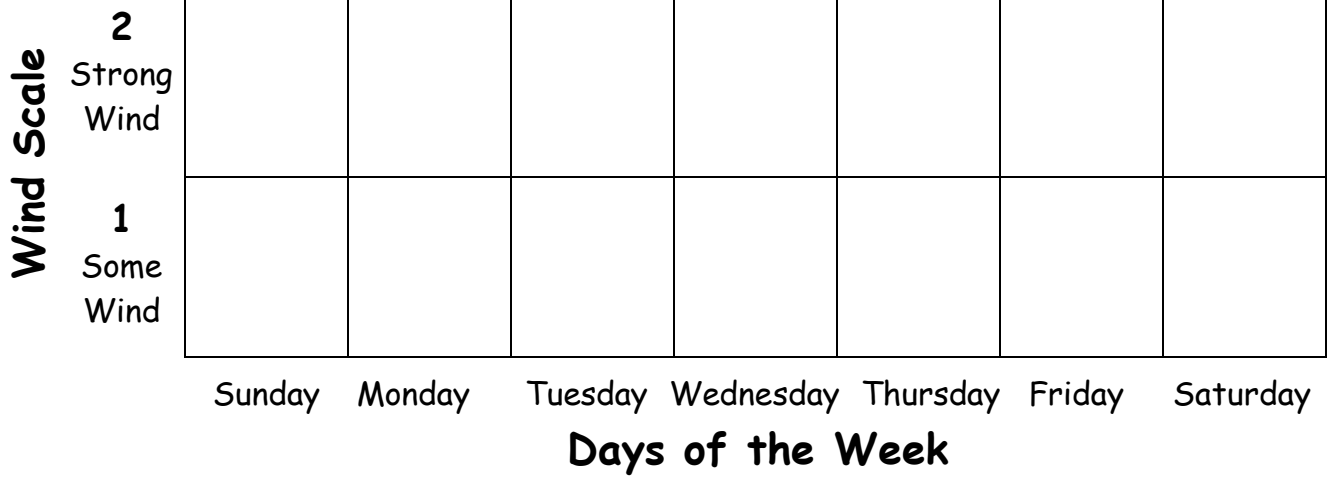 Wind Scale
2
Strong
Wind
1
Some
Wind
Sunday Monday Tuesday Wednesday Thursday Friday Saturday
Days of the Week